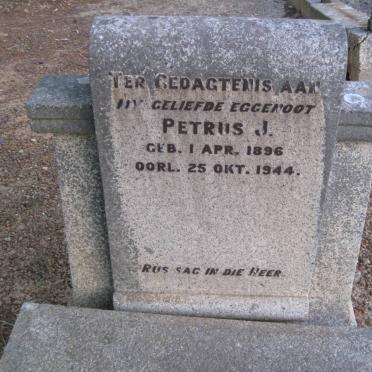 TER GEDAGTENIS AAN
MY GELIEFDE EGGENOOT
PETRUS J.
GEB. 1 APR. 1896
OORL. 25 OKT. 1944.
RUS SAG IN DIE HEER